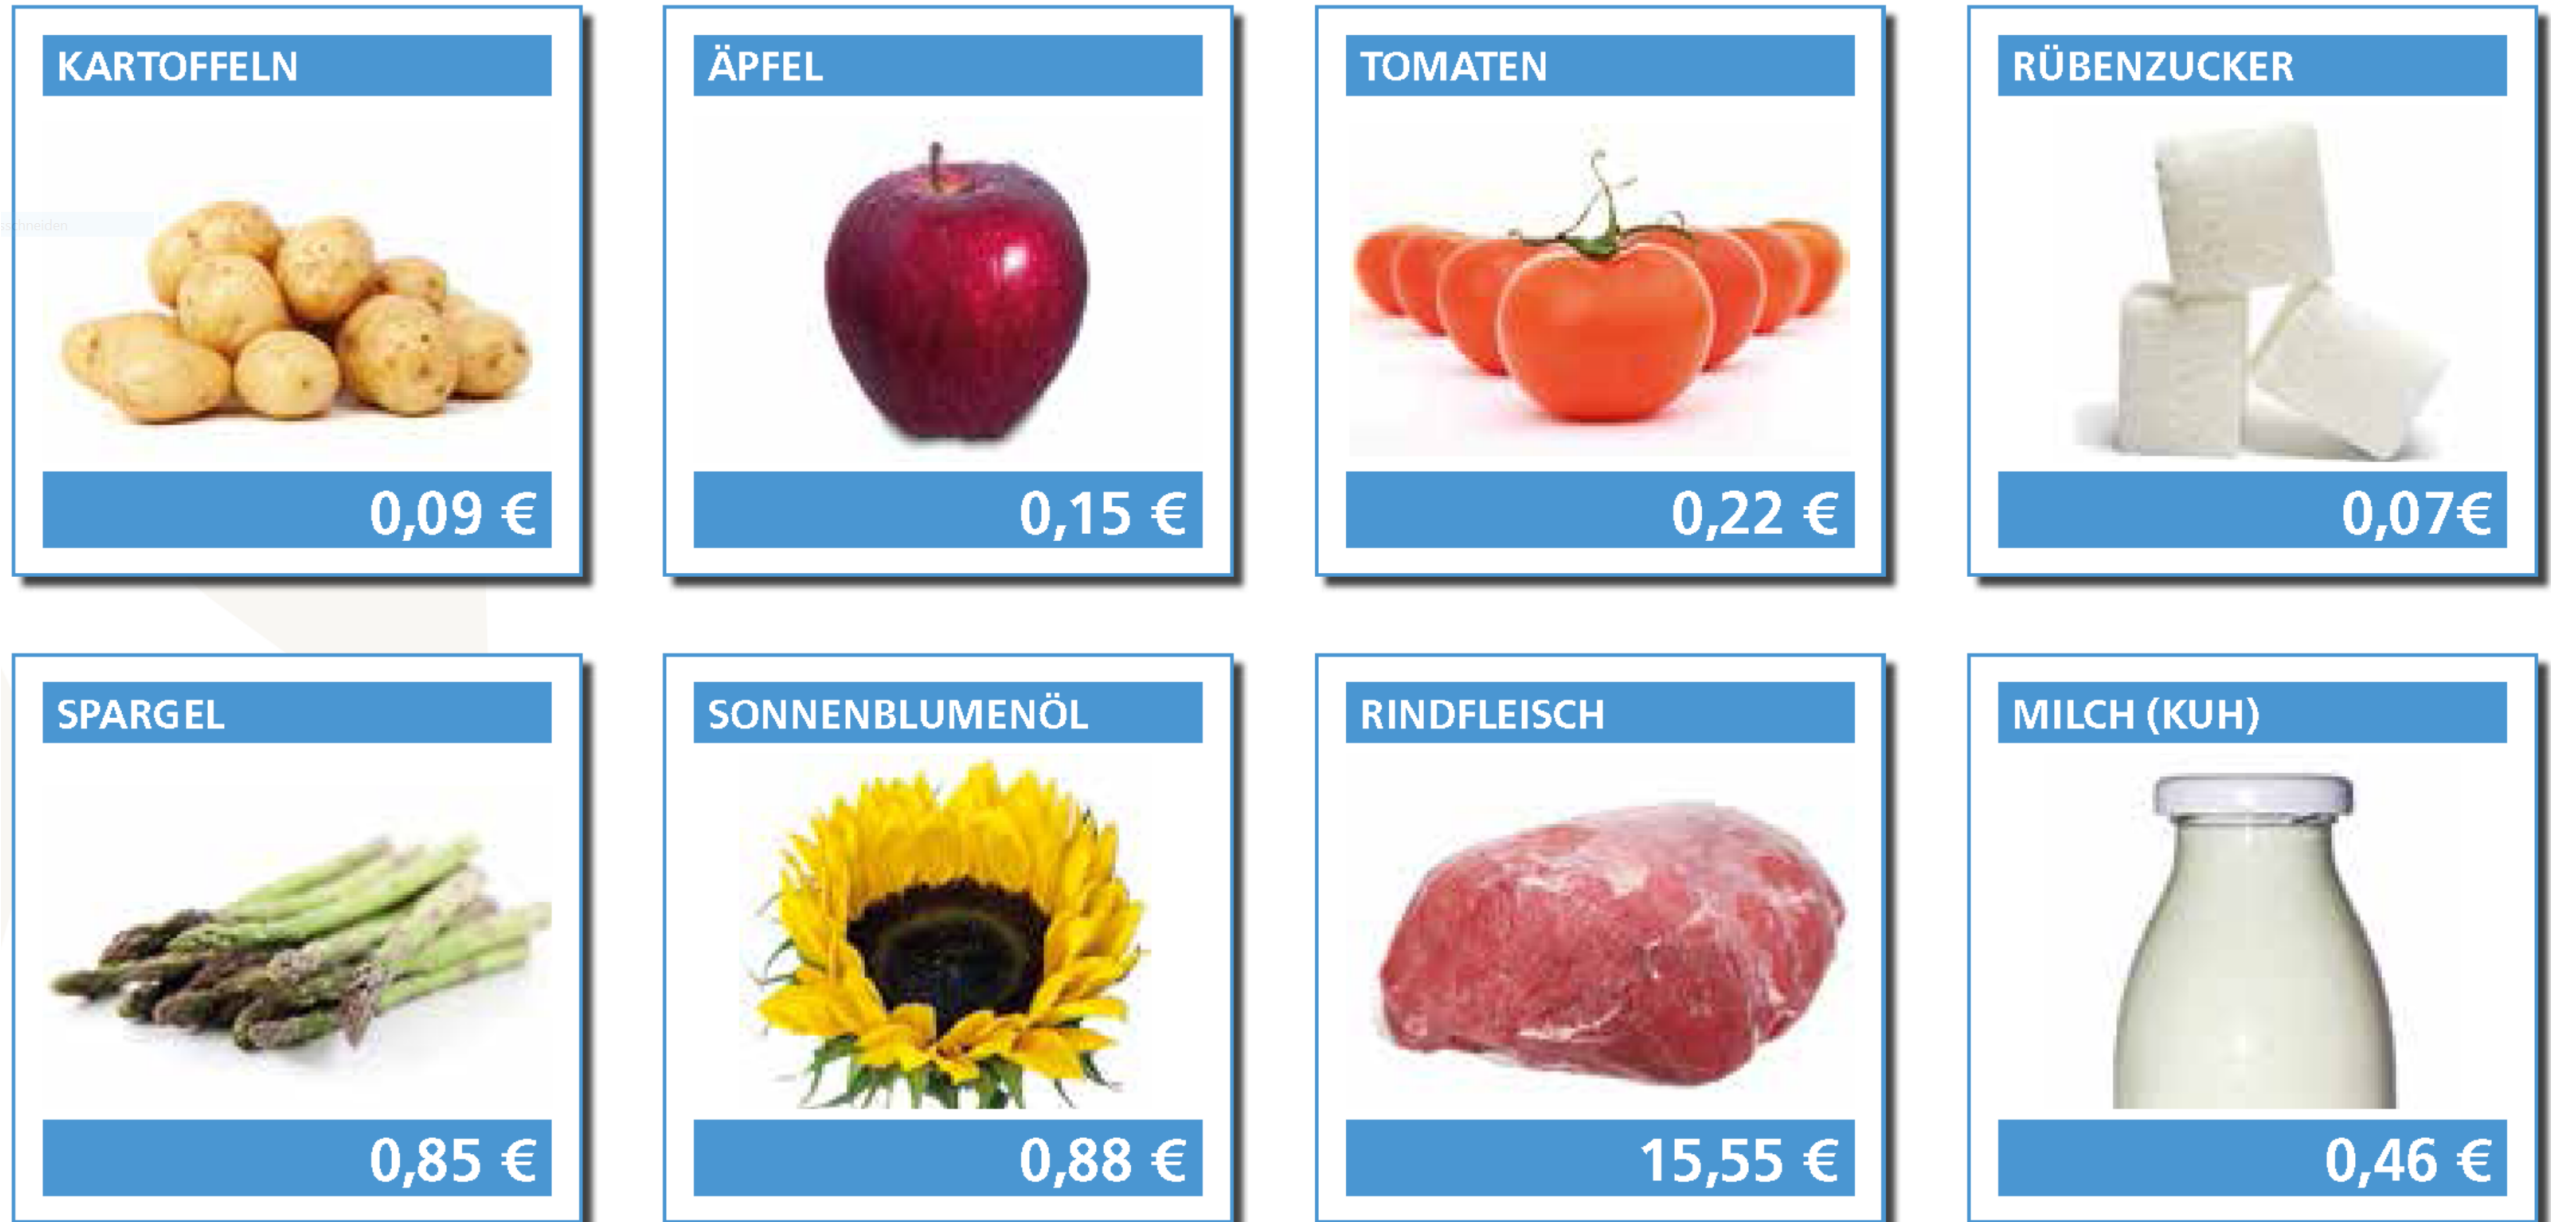 KARTOFFELN
0,09 €
ÄPFEL
0,15 €
TOMATEN
0,22 €
RÜBENZUCKER
0,07€
SPARGEL
0,85 €
SONNENBLUMENÖL
0,88 €
RINDFLEISCH
15,55 €
MILCH (KUH)
0,46 €